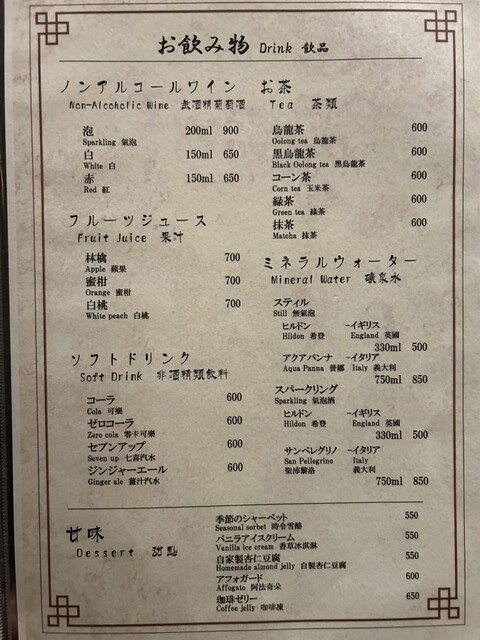 お飲み物 Drink 飲品
ノンアルコールワイン
Non-Alcoholic Wine 無酒精葡萄酒
泡 200ml 900
Sparkling 氣泡
白 150ml 650
White 白
赤 150ml 650
Red 紅
フルーツジュース
Fruit Juice 果汁
林檎 700
Apple 蘋果
蜜柑 700
Orange 蜜柑
白桃 700
White peach 白桃
ソフトドリンク
Soft Drink 非酒精類飲料
コーラ 600
Cola 可樂
ゼロコーラ 600
Zero cola 零卡可樂
セブンアップ 600
Seven up 七喜汽水
ジンジャーエール 600
Ginger ale 薑汁汽水
お茶
Tea 茶類
烏龍茶 600
Oolong tea 烏龍茶
黒烏龍茶 600
Black Oolong tea 黑烏龍茶
コーン茶 600
Corn tea 玉米茶
緑茶 600
Green tea 綠茶
抹茶 600
Matcha 抹茶
ミネラルウォーター
Mineral Water 礦泉水
スティル
Still 無氣泡
ヒルドン -イギリス
Hildon 希登 England 英國
330ml 500
アクアパンナ -イタリア
Aqua Panna 普娜 Italy 義大利
750ml 850
スパークリング
Sparkling 氣泡酒
ヒルドン -イギリス
Hildon 希登 England 英國
330ml 500
サンペレグリノ -イタリア
San Pellegrino Italy
聖沛黎洛 義大利
750ml 850
甘味
Dessert 甜點
季節のシャーベット 550
Seasonal sorbet 時令雪酪
バニラアイスクリーム 550
Vanilla ice cream 香草冰淇淋
自家製杏仁豆腐 550
Homemade almond jelly 自製杏仁豆腐
アフォガード 600
Affogato 阿法奇朵
珈琲ゼリー 650
Coffee jelly 咖啡凍